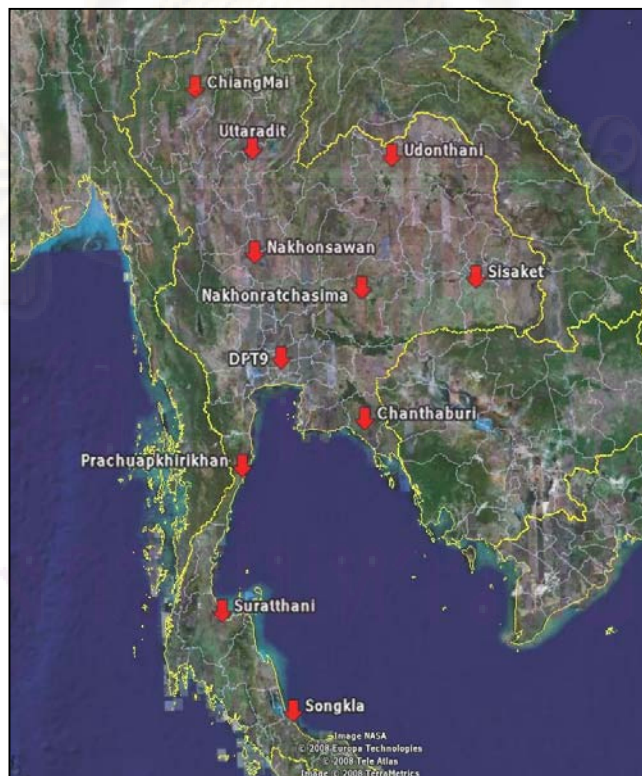 ChiangMai
Uttaradit
Udonthani
Nakhonsawan
Sisaket
Nakhonratchasima
DPT9
Chanthaburi
Prachuapkhirikhan
Suratthani
Songkla
Image NASA
© 2008 Europa Technologies
© 2008 Tele Atlas
Image © 2008 TerraMetrics